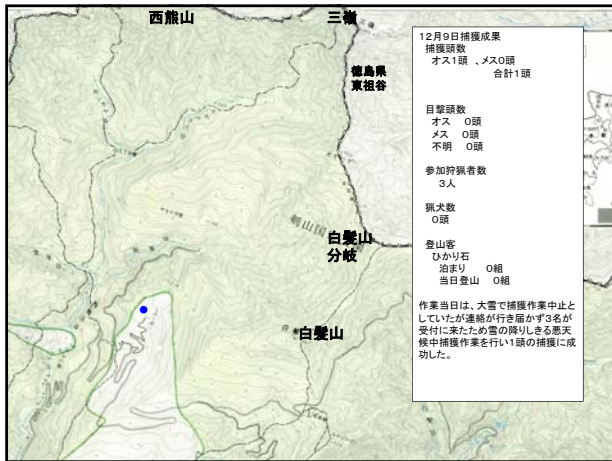 西熊山
三嶺
徳島県
東祖谷
白髪山
分岐
白髪山
12月9日捕獲成果
捕獲頭数
オス1頭 、メス0頭
合計1頭
目撃頭数
オス 0頭
メス 0頭
不明 0頭
参加狩猟者数
3人
猟犬数
0頭
登山客
ひかり石
泊まり 0組
当日登山 0組
作業当日は、大雪で捕獲作業中止と
していたが連絡が行き届かず3名が
受付に来たため雪の降りしきる悪天
候中捕獲作業を行い1頭の捕獲に成
功した。